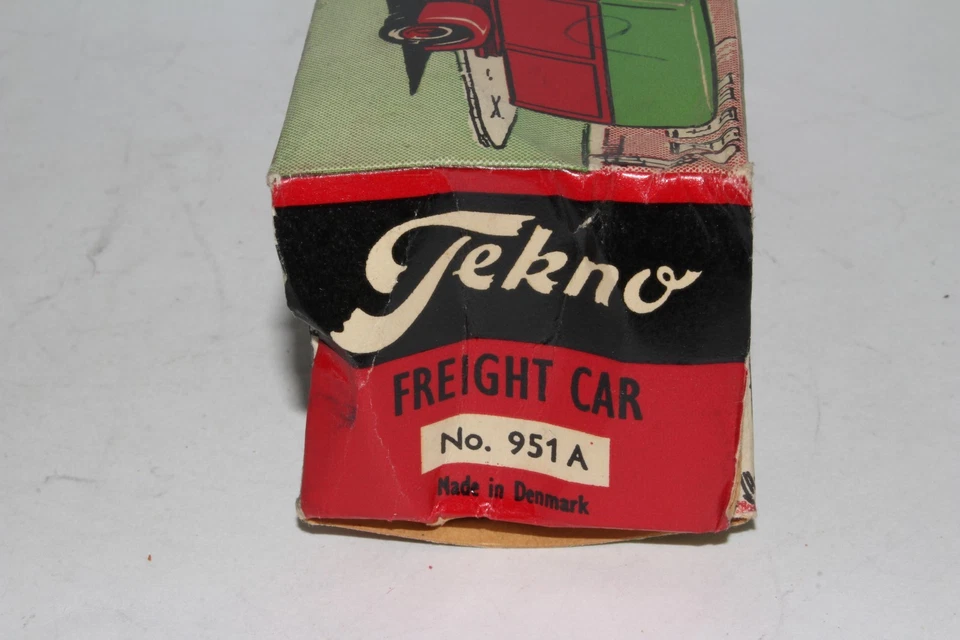 Tekno
FREIGHT CAR
No. 951 A
Made in Denmark